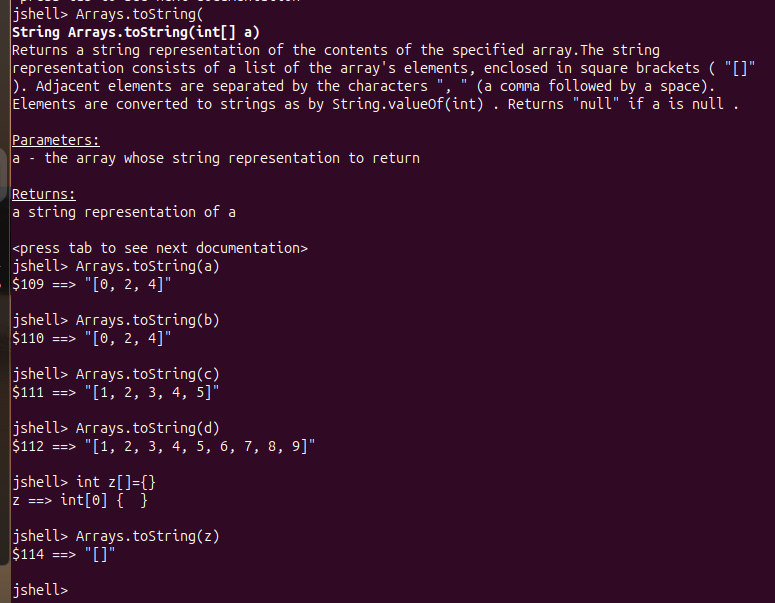 jshell> Arrays.toString(
String Arrays.toString(int[] a)
Returns a string representation of the contents of the specified array.The string
representation consists of a list of the array's elements, enclosed in square brackets ( "[]"
). Adjacent elements are separated by the characters ", " (a comma followed by a space).
Elements are converted to strings as by String.valueOf(int) . Returns "null" if a is null .
Parameters:
a - the array whose string representation to return
Returns:
a string representation of a
<press tab to see next documentation>
jshell> Arrays.toString(a)
$109 ==> "[0, 2, 4]"
jshell> Arrays.toString(b)
$110 ==> "[0, 2, 4]"
jshell> Arrays.toString(c)
$111 ==> "[1, 2, 3, 4, 5]"
jshell> Arrays.toString(d)
$112 ==> "[1, 2, 3, 4, 5, 6, 7, 8, 9]"
jshell> int z[]={}
z ==> int[0] {  }
jshell> Arrays.toString(z)
$114 ==> "[]"
jshell>